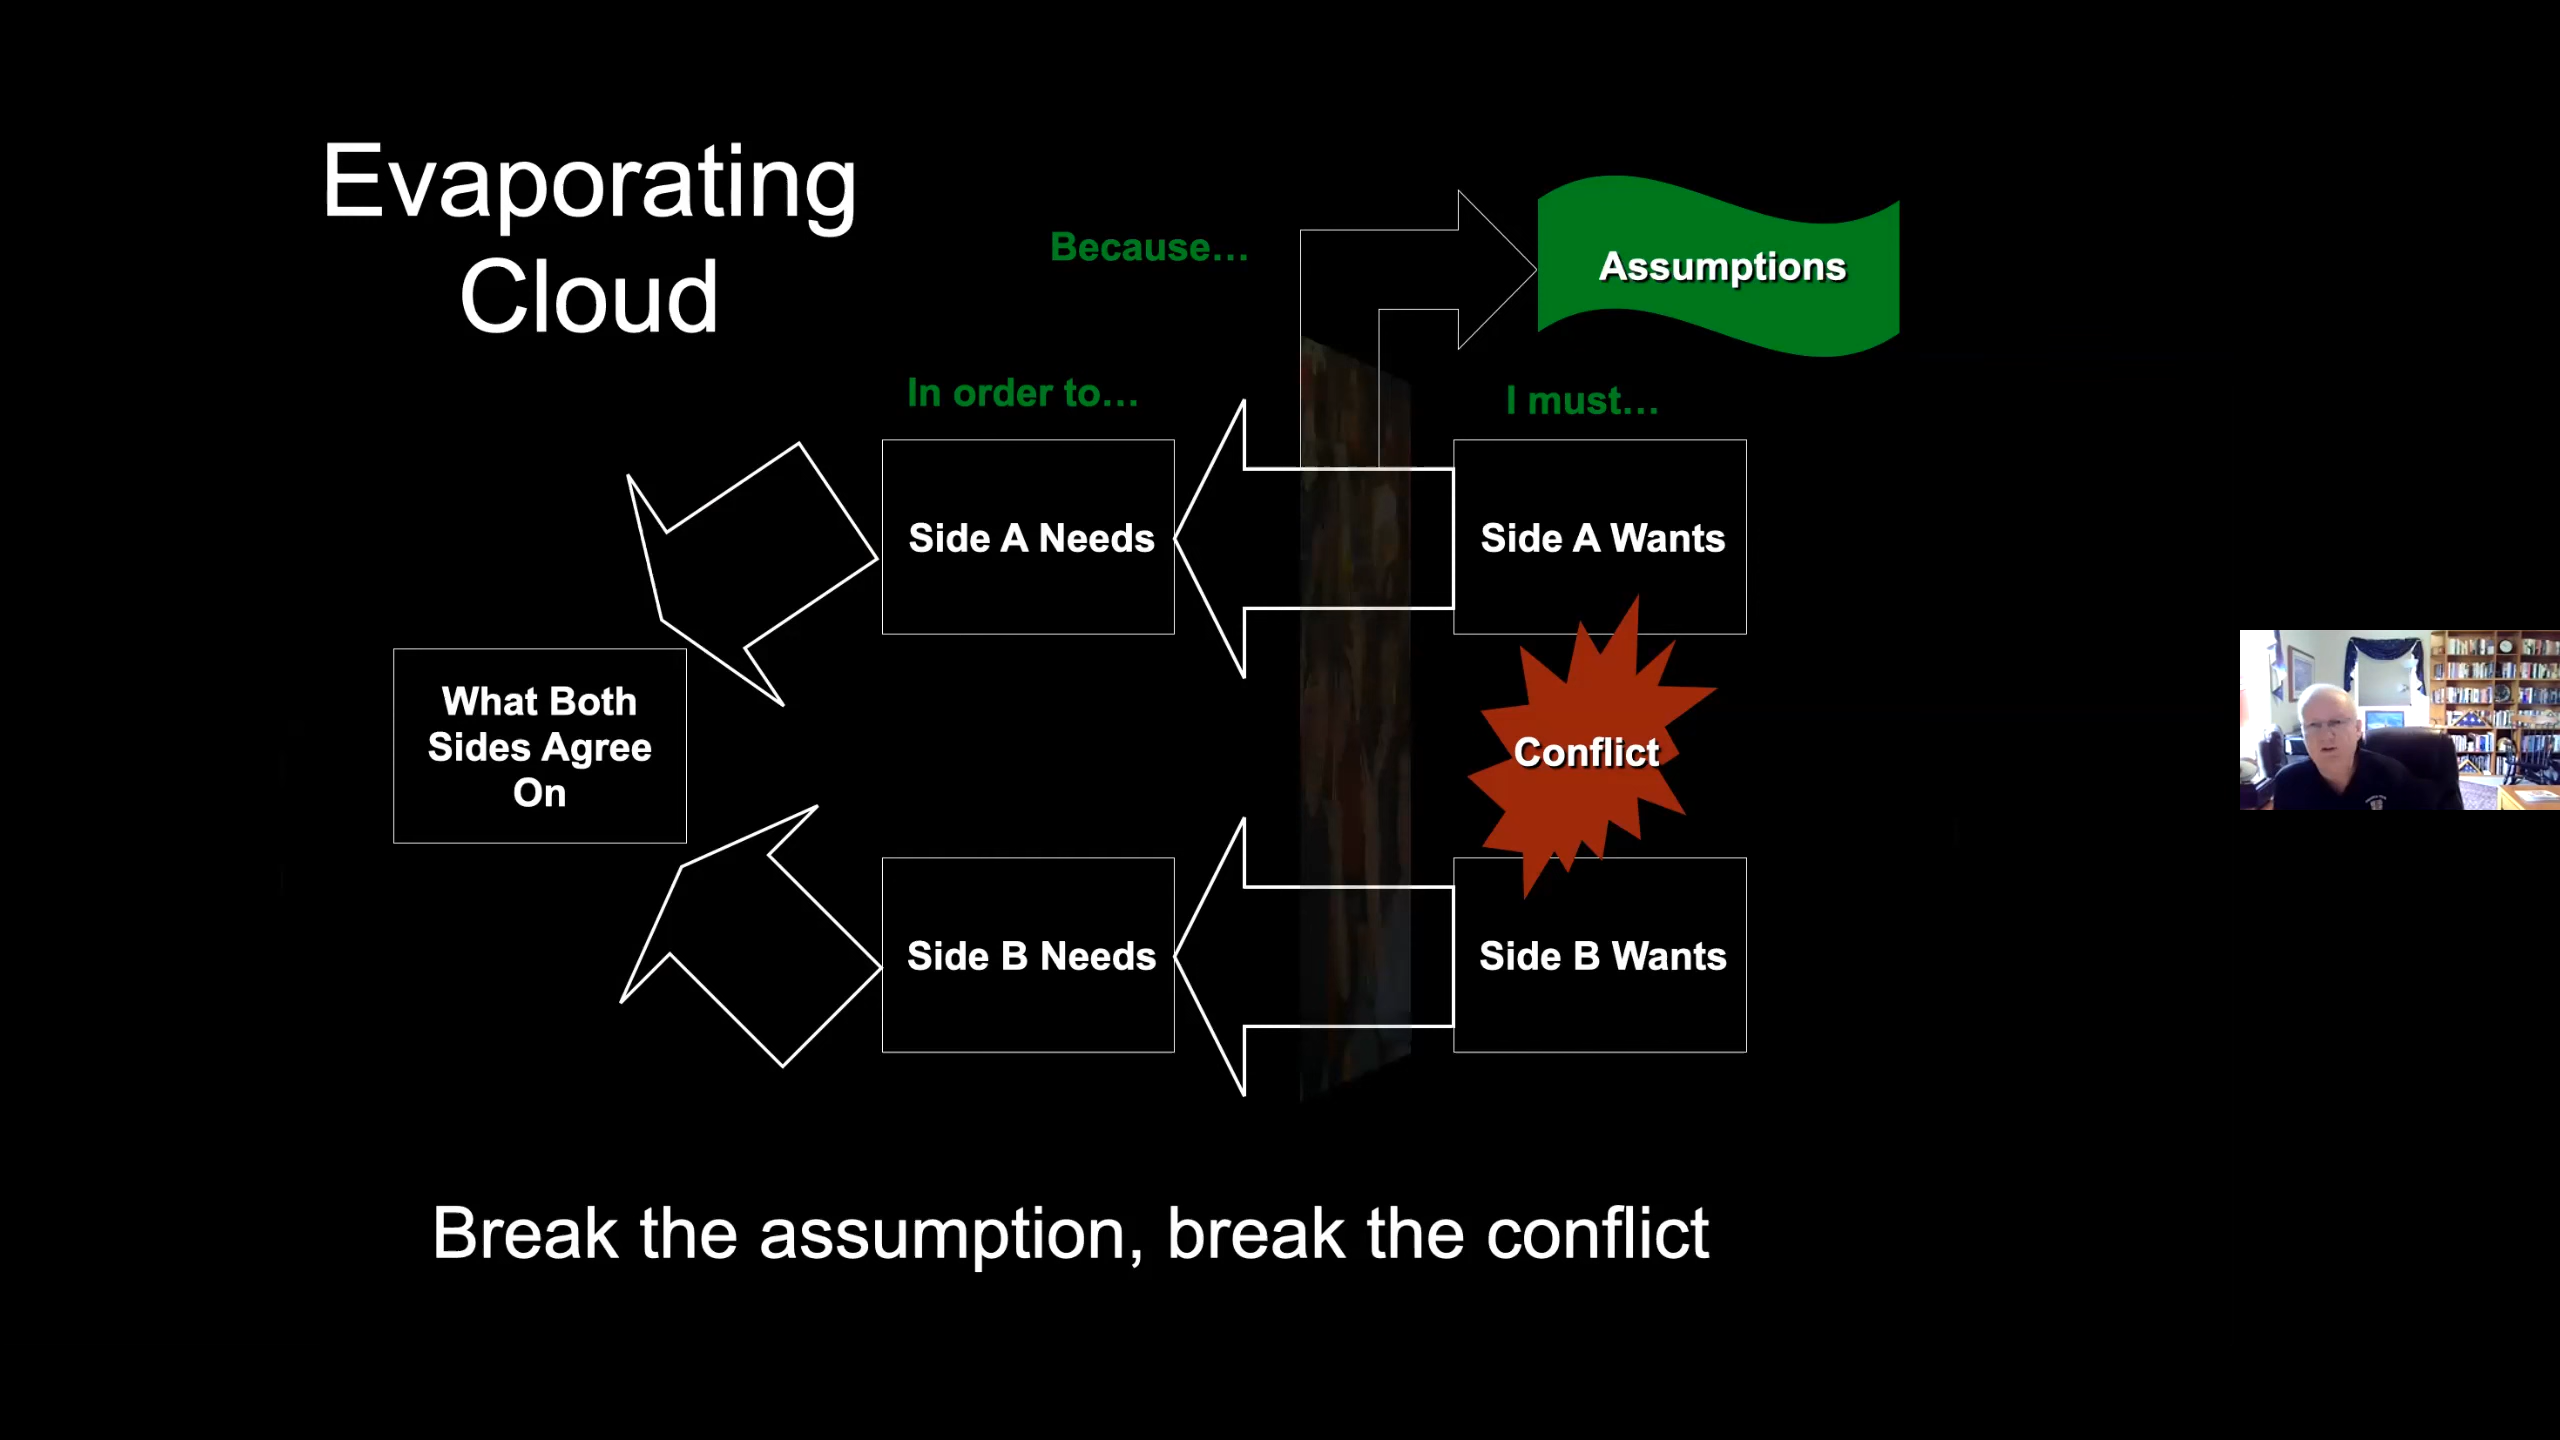 Evaporating
Cloud
Because…
Assumptions
In order to…
I must…
Side A Needs
Side A Wants
What Both
Sides Agree
On
Conflict
Side B Needs
Side B Wants
Break the assumption, break the conflict